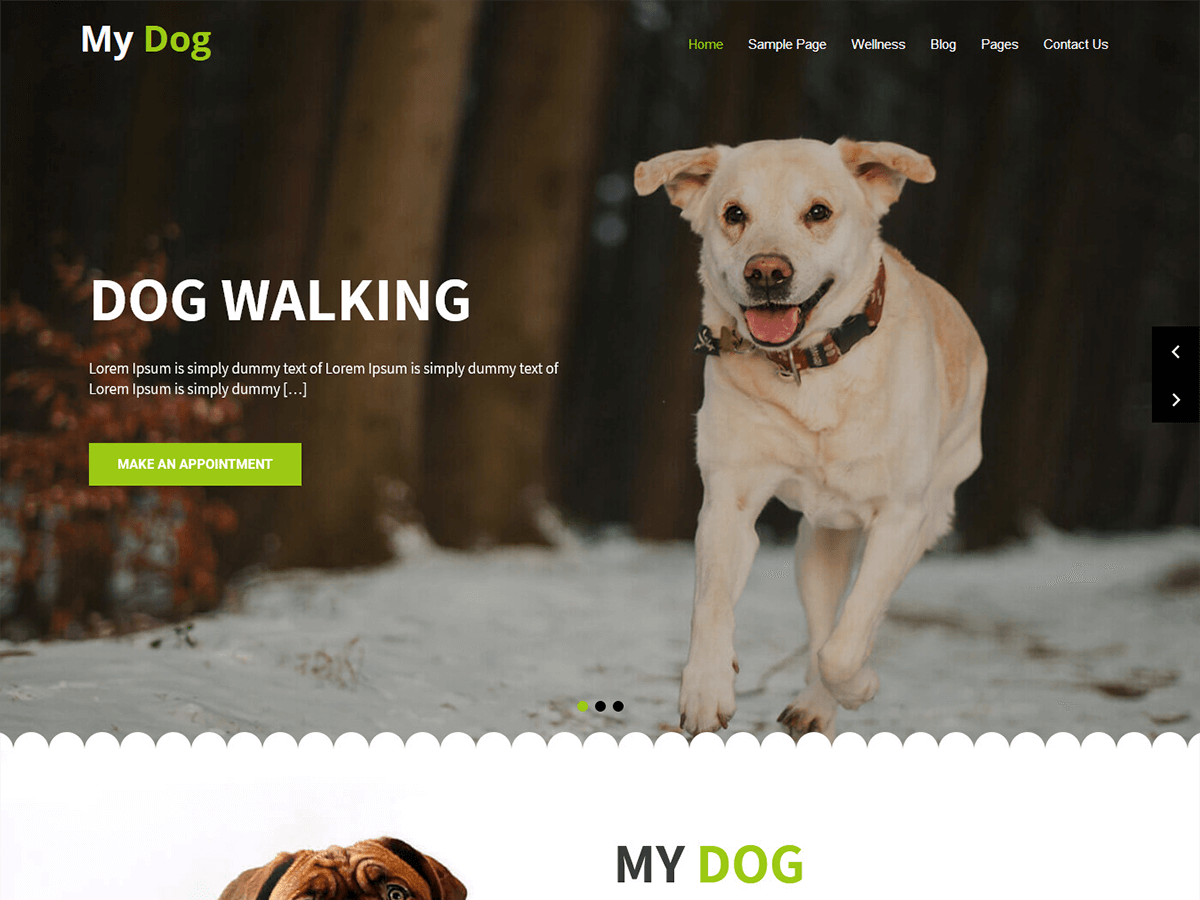 My Dog
Home Sample Page Wellness Blog Pages Contact Us
DOG WALKING
Lorem Ipsum is simply dummy text of Lorem Ipsum is simply dummy text of
Lorem Ipsum is simply dummy […]
MAKE AN APPOINTMENT
MY DOG